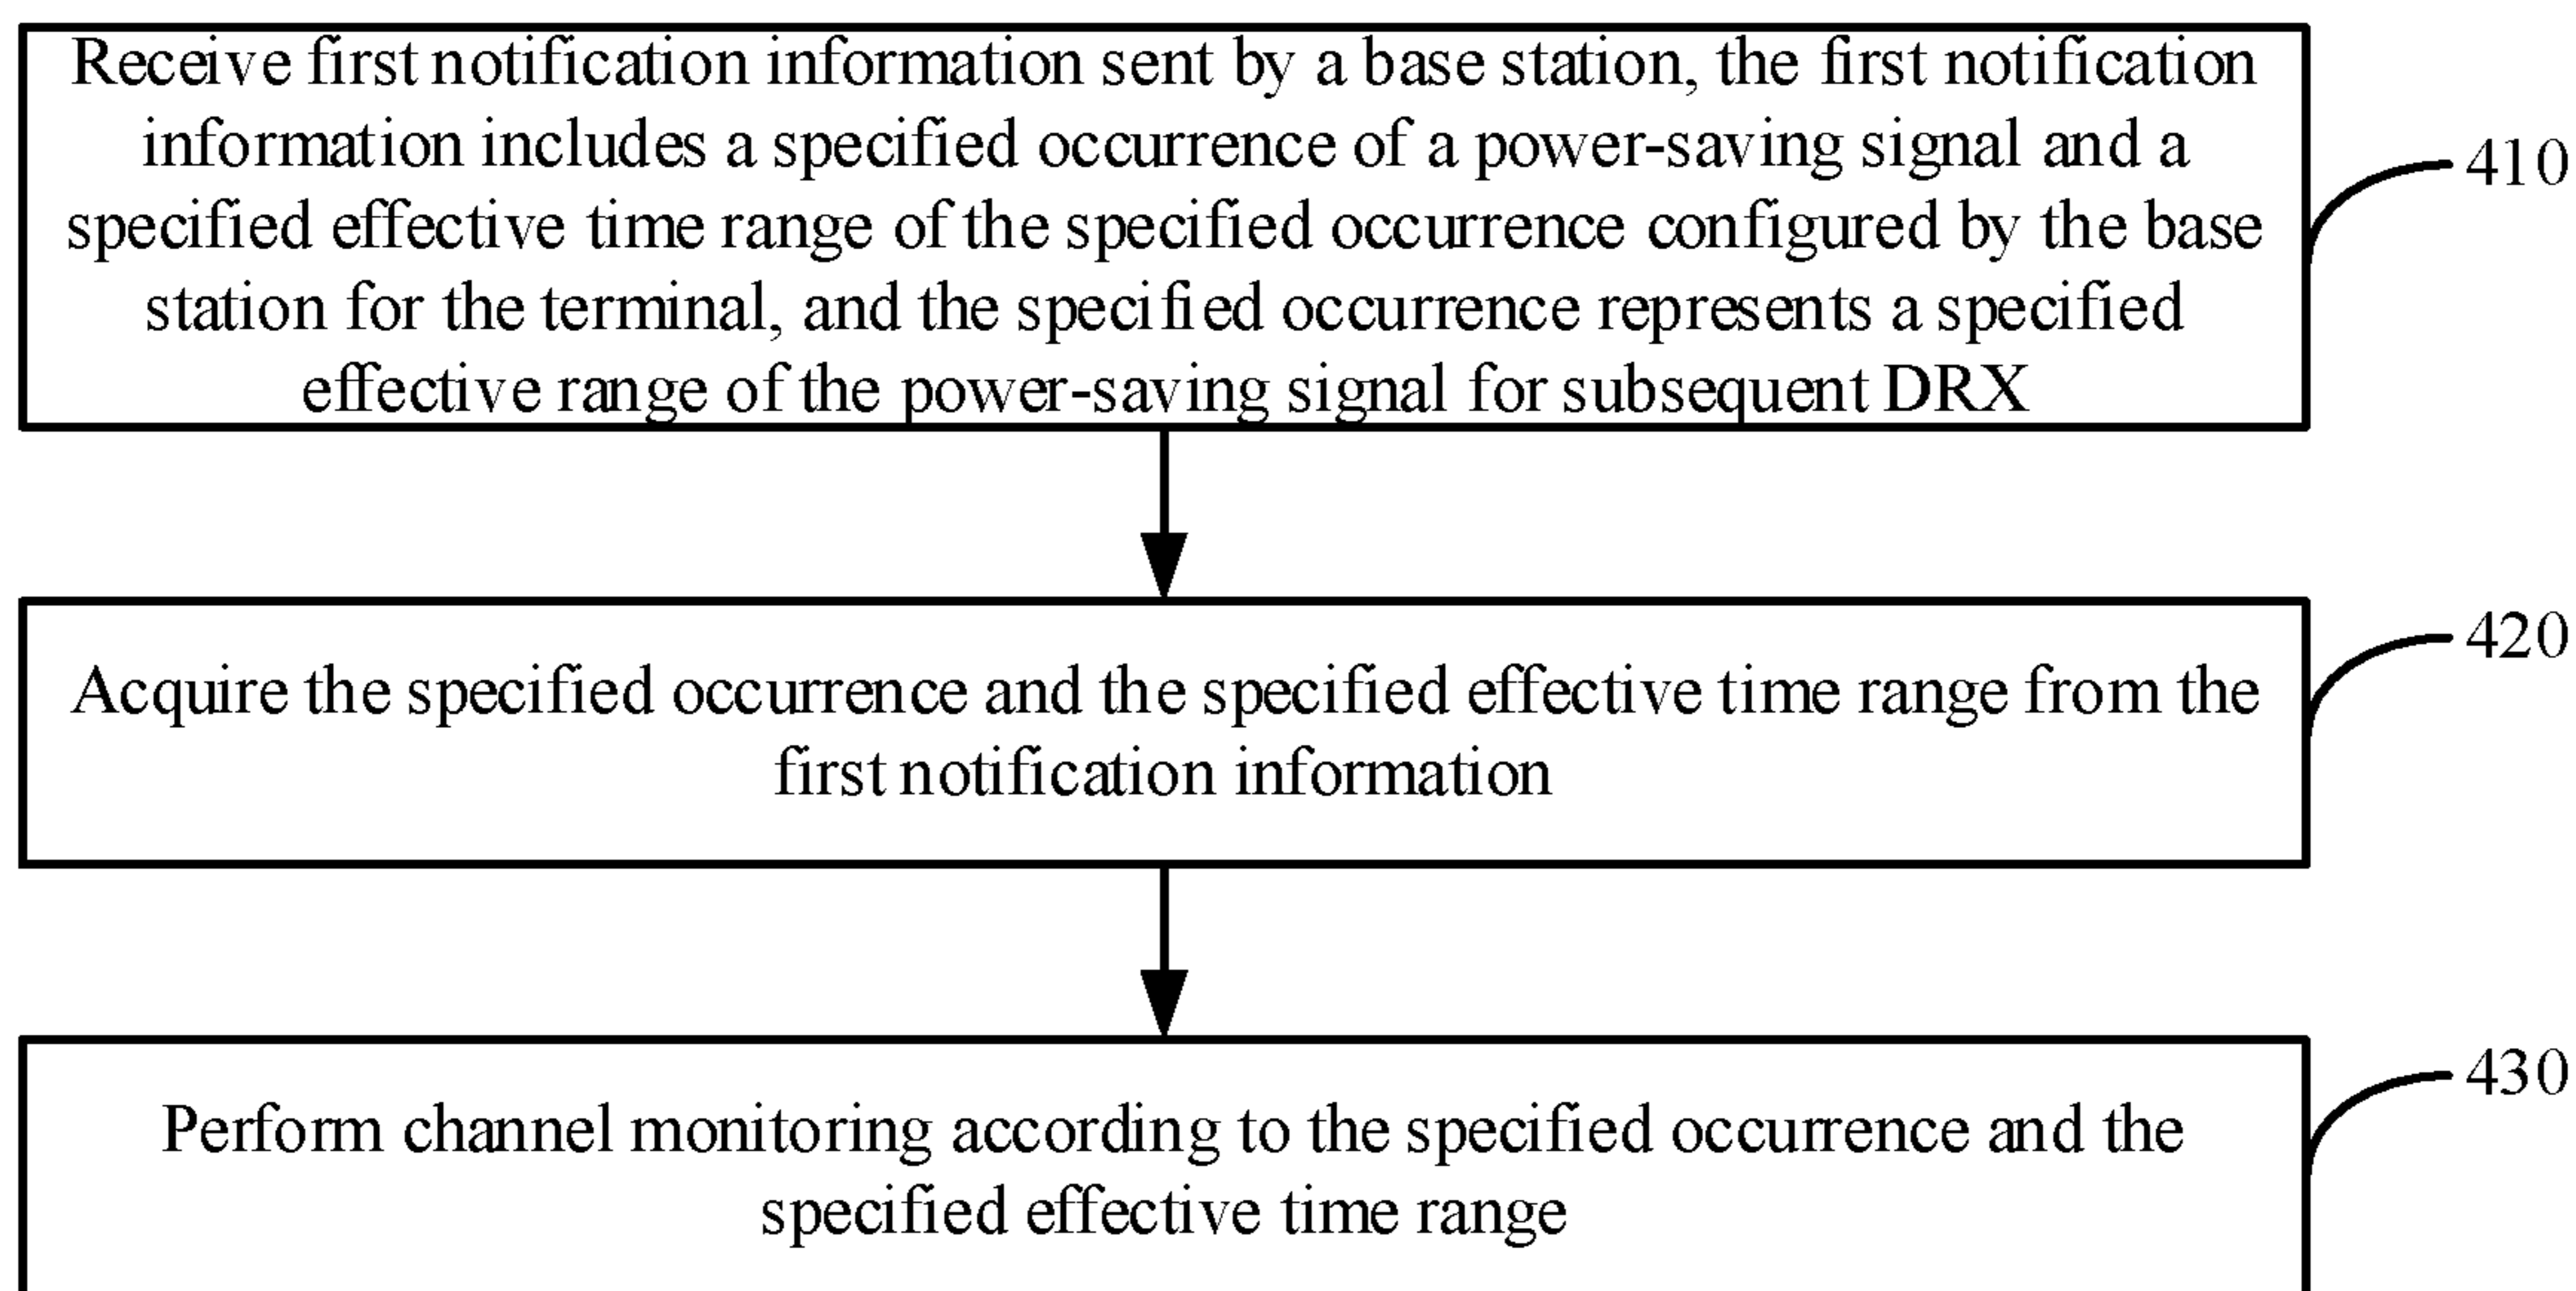 Receive first notification information sent by a base station, the first notification
information includes a specified occurrence of a power-saving signal and a
specified effective time range of the specified occurrence configured by the base
station for the terminal, and the specified occurrence represents a specified
effective range of the power-saving signal for subsequent DRX
410
Acquire the specified occurrence and the specified effective time range from the
first notification information
420
Perform channel monitoring according to the specified occurrence and the
specified effective time range
430